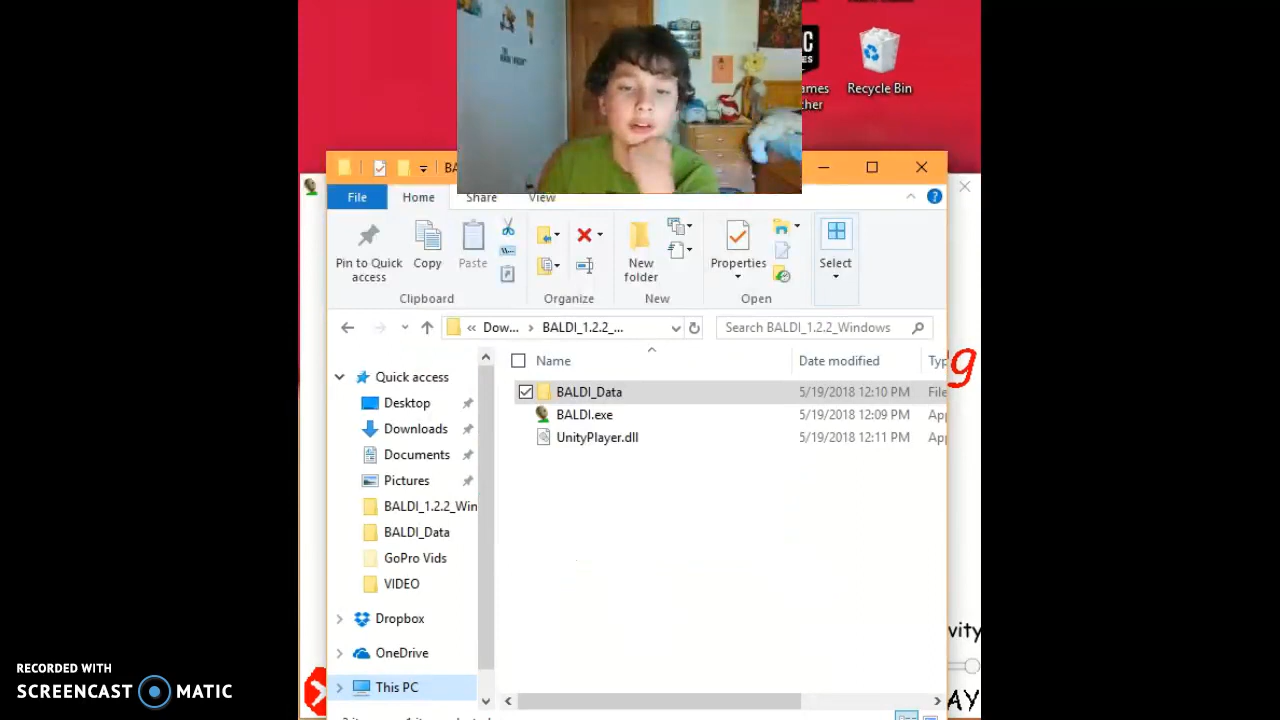 Recycle Bin
ames
cher
BA
File
Home
Share
View
Pin to Quick
access
Copy
Paste
New
folder
Properties
Select
Clipboard
Organize
New
Open
« Dow... › BALDI_1.2.2_...
Search BALDI_1.2.2_Windows
Name
Date modified
Typ
Quick access
Desktop
Downloads
Documents
Pictures
BALDI_1.2.2_Win
BALDI_Data
GoPro Vids
VIDEO
Dropbox
OneDrive
This PC
BALDI_Data 5/19/2018 12:10 PM File
BALDI.exe 5/19/2018 12:09 PM App
UnityPlayer.dll 5/19/2018 12:11 PM App
g
vity
AY
RECORDED WITH
SCREENCAST MATIC